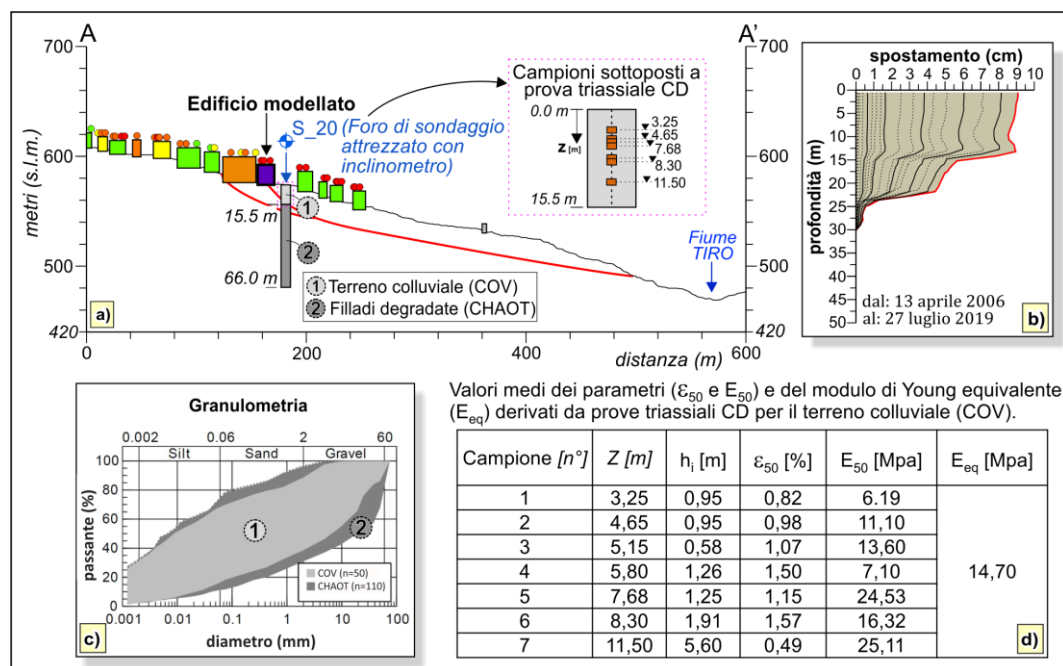 A
A'
700
600
500
420
metri (s.l.m.)
Edificio modellato
S_20 (Foro di sondaggio
attrezzato con
inclinometro)
Campioni sottoposti a
prova triassiale CD
0.0 m
z [m]
15.5 m
3.25
4.65
7.68
8.30
11.50
15.5 m
66.0 m
1
2
1 Terreno colluviale (COV)
2 Filladi degradate (CHAOT)
Fiume
TIRO
700
600
500
420
0
200
400
600
distanza (m)
a)
spostamento (cm)
0 1 2 3 4 5 6 7 8 9 10
profondità (m)
0
5
10
15
20
25
30
35
40
45
50
dal: 13 aprile 2006
al: 27 luglio 2019
b)
Granulometria
0.002 0.06 2 60
Silt Sand Gravel
passante (%)
100
80
60
40
20
0
1
2
COV (n=50)
CHAOT (n=110)
0.001 0.01 0.1 1 10 100
diametro (mm)
c)
Valori medi dei parametri (Ɛ50 e E50) e del modulo di Young equivalente
(Eeq) derivati da prove triassiali CD per il terreno colluviale (COV).
Campione [n°] Z [m] hi [m] Ɛ50 [%] E50 [Mpa] Eeq [Mpa]
1 3,25 0,95 0,82 6.19
2 4,65 0,95 0,98 11,10
3 5,15 0,58 1,07 13,60
4 5,80 1,26 1,50 7,10
14,70
5 7,68 1,25 1,15 24,53
6 8,30 1,91 1,57 16,32
7 11,50 5,60 0,49 25,11
d)